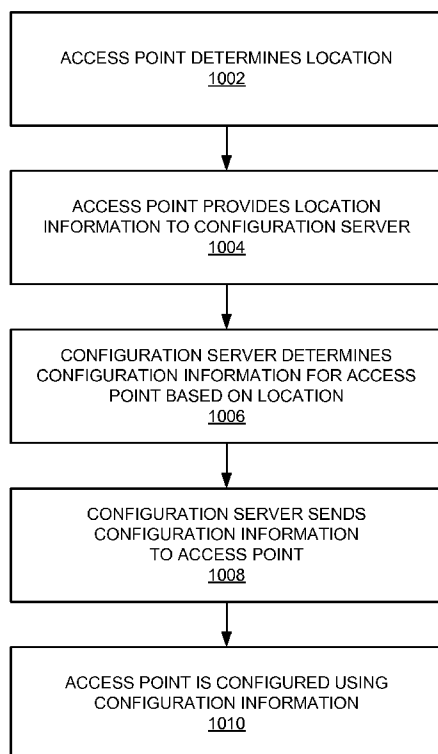 ACCESS POINT DETERMINES LOCATION
1002
ACCESS POINT PROVIDES LOCATION
INFORMATION TO CONFIGURATION SERVER
1004
CONFIGURATION SERVER DETERMINES
CONFIGURATION INFORMATION FOR ACCESS
POINT BASED ON LOCATION
1006
CONFIGURATION SERVER SENDS
CONFIGURATION INFORMATION
TO ACCESS POINT
1008
ACCESS POINT IS CONFIGURED USING
CONFIGURATION INFORMATION
1010